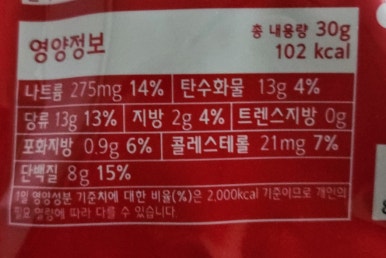 영양정보
총 내용량 30g
102 kcal
나트륨 275mg 14% 탄수화물 13g 4%
당류 13g 13% 지방 2g 4% 트랜스지방 0g
포화지방 0.9g 6% 콜레스테롤 21mg 7%
단백질 8g 15%
1일 영양성분 기준치에 대한 비율(%)은 2,000kcal 기준이므로 개인의
필요 열량에 따라 다를 수 있습니다.